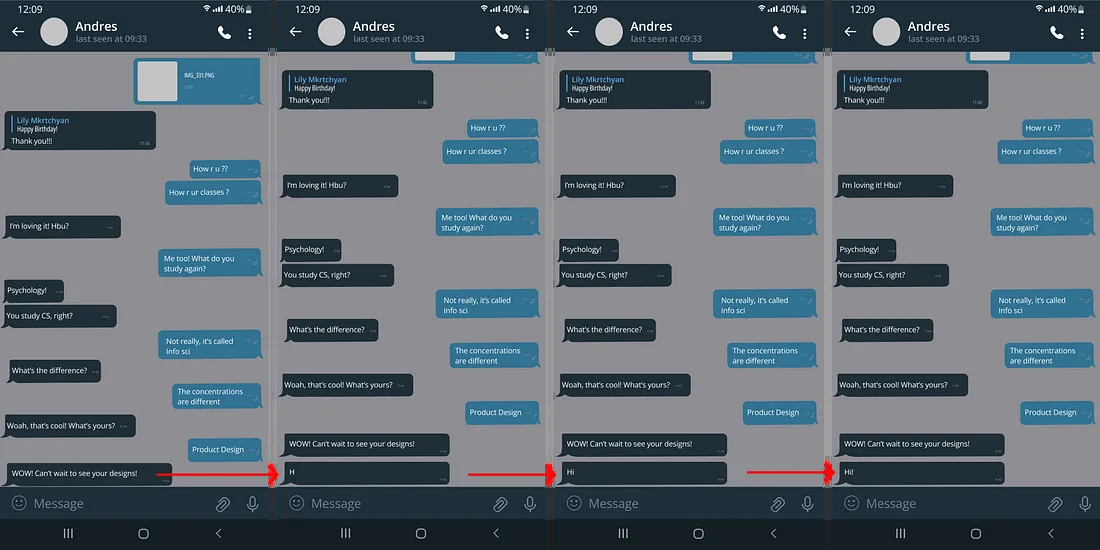 12:09
40%
Andres
last seen at 09:33
IMG_331.PNG
Lily Mkrtchyan
Happy Birthday!
Thank you!!!
11:40
How r u ??
How r ur classes ?
I'm loving it! Hbu?
Me too! What do you
study again?
Psychology!
You study CS, right?
Not really, it's called
Info sci
What's the difference?
The concentrations
are different
Woah, that's cool! What's yours?
Product Design
WOW! Can't wait to see your designs!
Message
12:09
40%
Andres
last seen at 09:33
Lily Mkrtchyan
Happy Birthday!
Thank you!!!
11:40
How r u ??
How r ur classes ?
I'm loving it! Hbu?
Me too! What do you
study again?
Psychology!
You study CS, right?
Not really, it's called
Info sci
What's the difference?
The concentrations
are different
Woah, that's cool! What's yours?
Product Design
WOW! Can't wait to see your designs!
H
Message
12:09
40%
Andres
last seen at 09:33
Lily Mkrtchyan
Happy Birthday!
Thank you!!!
11:40
How r u ??
How r ur classes ?
I'm loving it! Hbu?
Me too! What do you
study again?
Psychology!
You study CS, right?
Not really, it's called
Info sci
What's the difference?
The concentrations
are different
Woah, that's cool! What's yours?
Product Design
WOW! Can't wait to see your designs!
Hi
Message
12:09
40%
Andres
last seen at 09:33
Lily Mkrtchyan
Happy Birthday!
Thank you!!!
11:40
How r u ??
How r ur classes ?
I'm loving it! Hbu?
Me too! What do you
study again?
Psychology!
You study CS, right?
Not really, it's called
Info sci
What's the difference?
The concentrations
are different
Woah, that's cool! What's yours?
Product Design
WOW! Can't wait to see your designs!
Hi!
Message